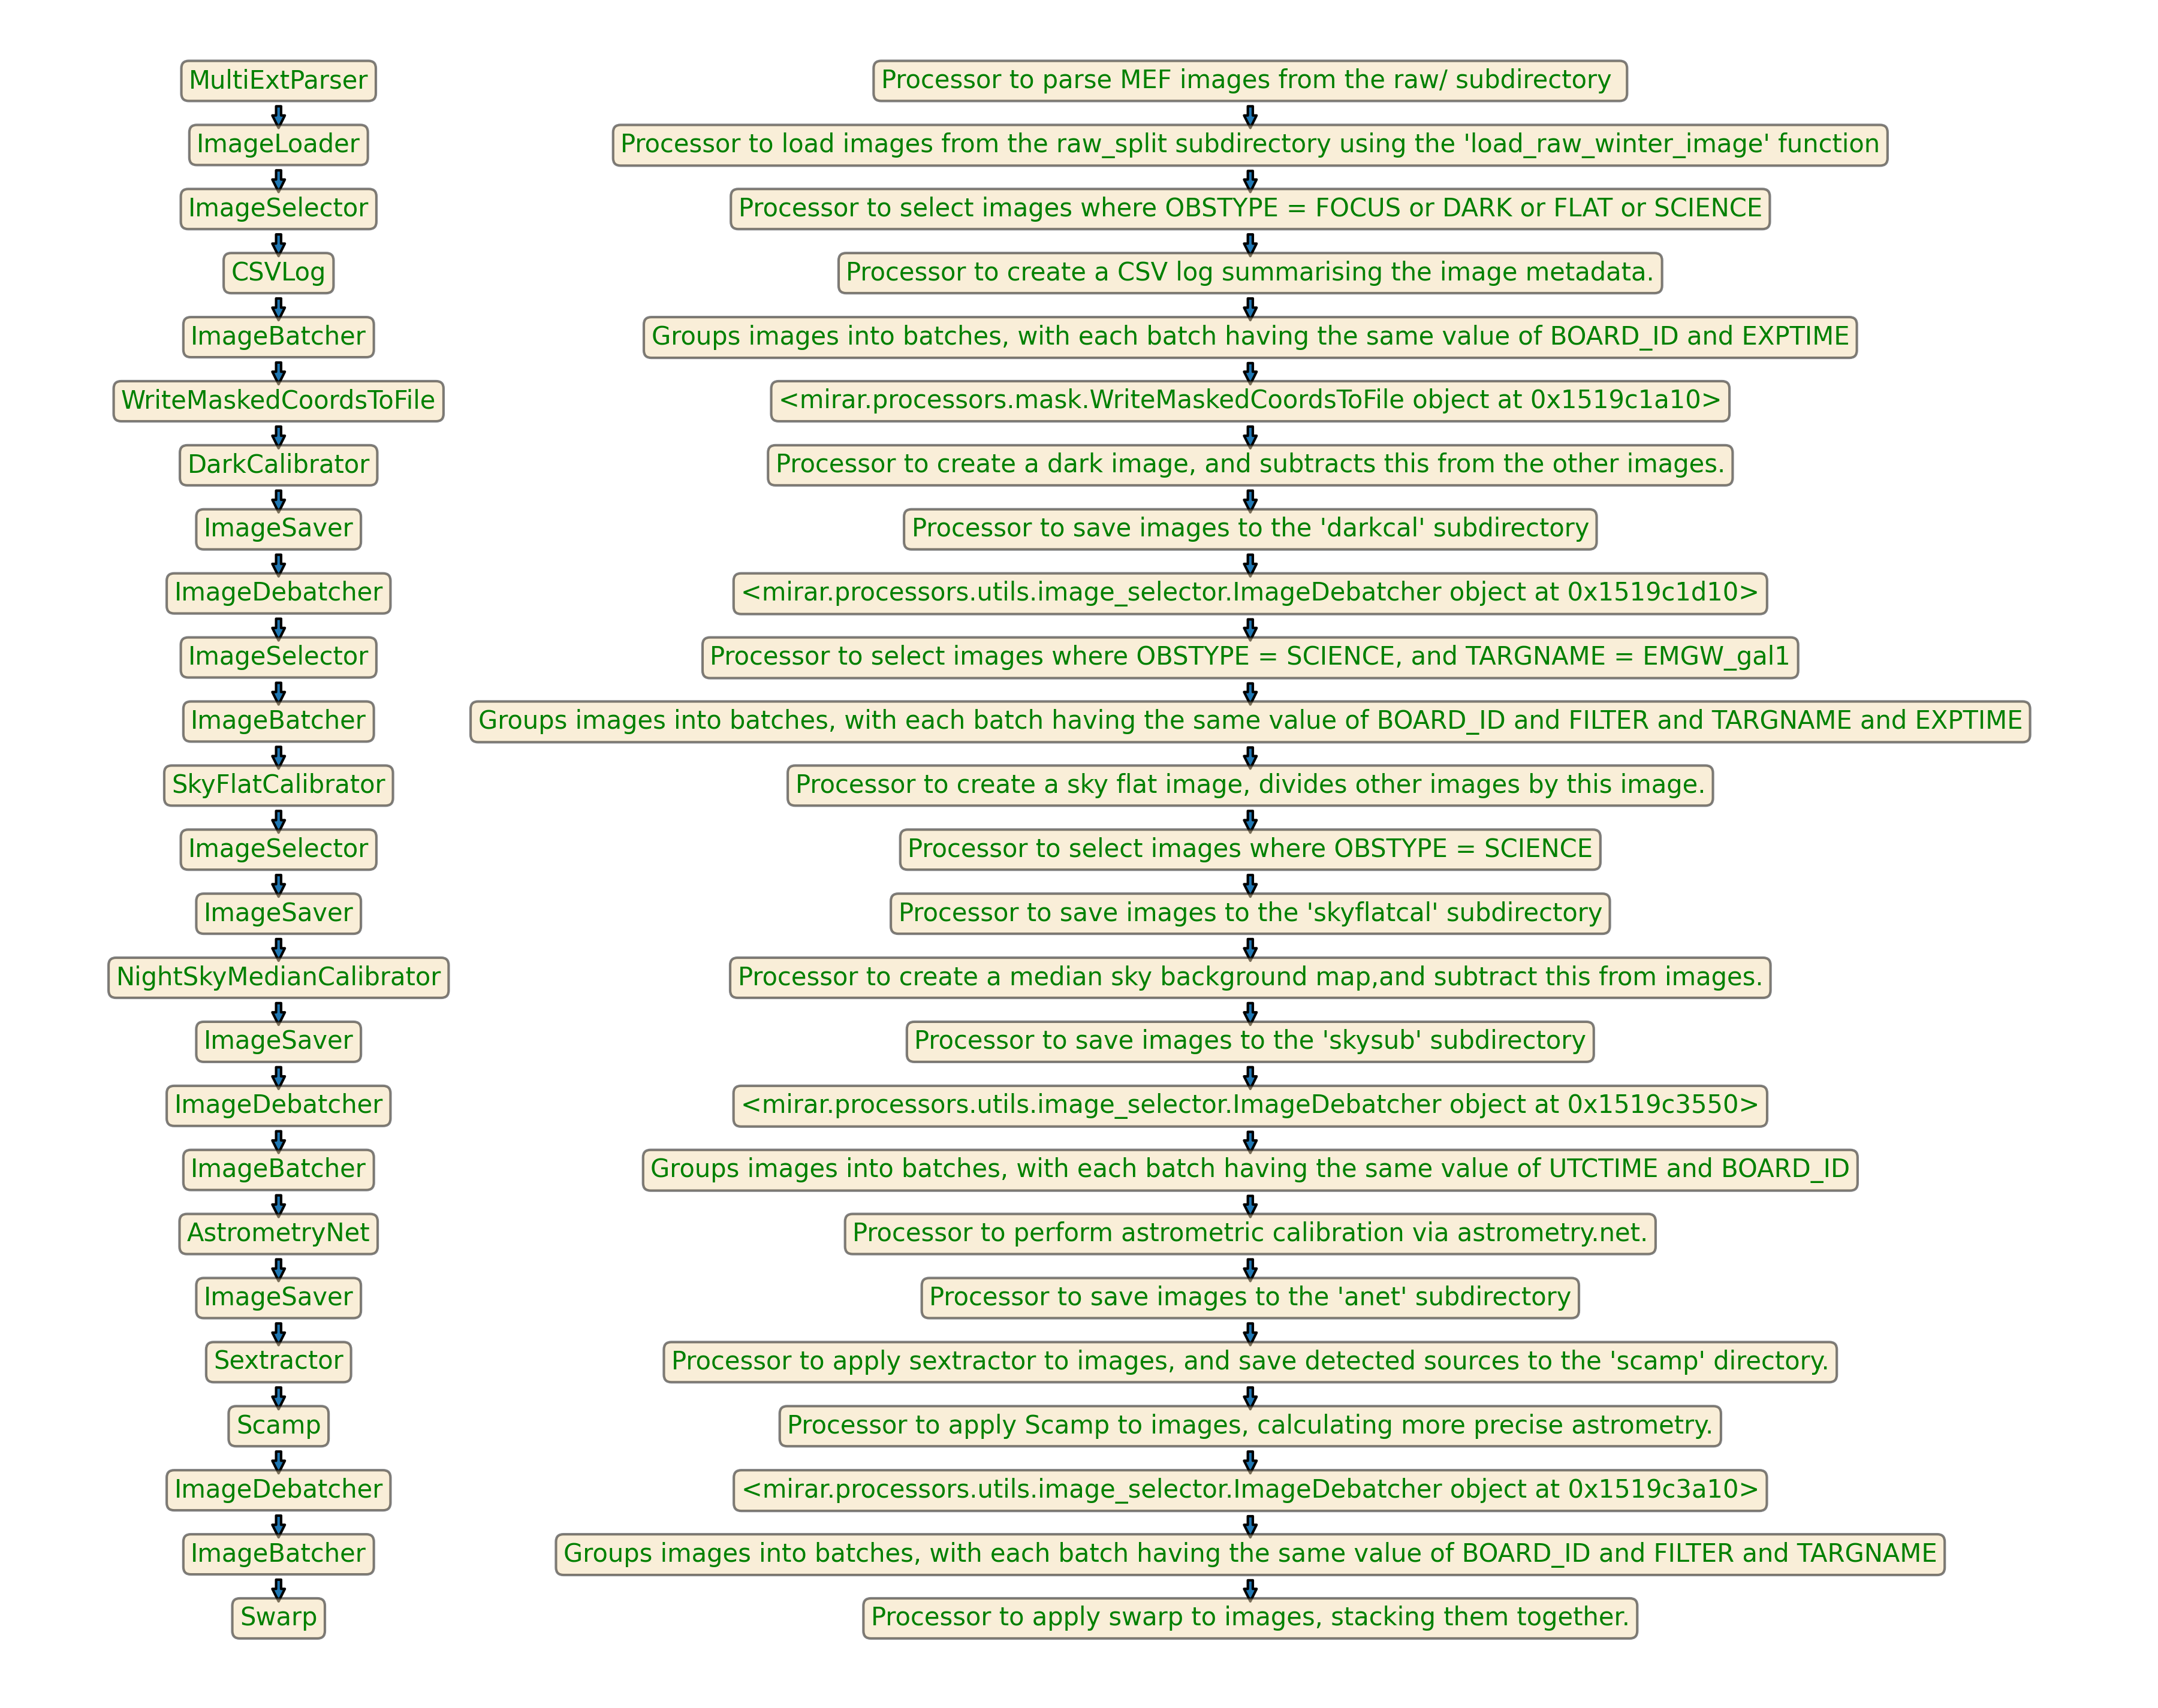 MultiExtParser
Processor to parse MEF images from the raw/ subdirectory
ImageLoader
Processor to load images from the raw_split subdirectory using the 'load_raw_winter_image' function
ImageSelector
Processor to select images where OBSTYPE = FOCUS or DARK or FLAT or SCIENCE
CSVLog
Processor to create a CSV log summarising the image metadata.
ImageBatcher
Groups images into batches, with each batch having the same value of BOARD_ID and EXPTIME
WriteMaskedCoordsToFile
<mirar.processors.mask.WriteMaskedCoordsToFile object at 0x1519c1a10>
DarkCalibrator
Processor to create a dark image, and subtracts this from the other images.
ImageSaver
Processor to save images to the 'darkcal' subdirectory
ImageDebatcher
<mirar.processors.utils.image_selector.ImageDebatcher object at 0x1519c1d10>
ImageSelector
Processor to select images where OBSTYPE = SCIENCE, and TARGNAME = EMGW_gal1
ImageBatcher
Groups images into batches, with each batch having the same value of BOARD_ID and FILTER and TARGNAME and EXPTIME
SkyFlatCalibrator
Processor to create a sky flat image, divides other images by this image.
ImageSelector
Processor to select images where OBSTYPE = SCIENCE
ImageSaver
Processor to save images to the 'skyflatcal' subdirectory
NightSkyMedianCalibrator
Processor to create a median sky background map,and subtract this from images.
ImageSaver
Processor to save images to the 'skysub' subdirectory
ImageDebatcher
<mirar.processors.utils.image_selector.ImageDebatcher object at 0x1519c3550>
ImageBatcher
Groups images into batches, with each batch having the same value of UTCTIME and BOARD_ID
AstrometryNet
Processor to perform astrometric calibration via astrometry.net.
ImageSaver
Processor to save images to the 'anet' subdirectory
Sextractor
Processor to apply sextractor to images, and save detected sources to the 'scamp' directory.
Scamp
Processor to apply Scamp to images, calculating more precise astrometry.
ImageDebatcher
<mirar.processors.utils.image_selector.ImageDebatcher object at 0x1519c3a10>
ImageBatcher
Groups images into batches, with each batch having the same value of BOARD_ID and FILTER and TARGNAME
Swarp
Processor to apply swarp to images, stacking them together.